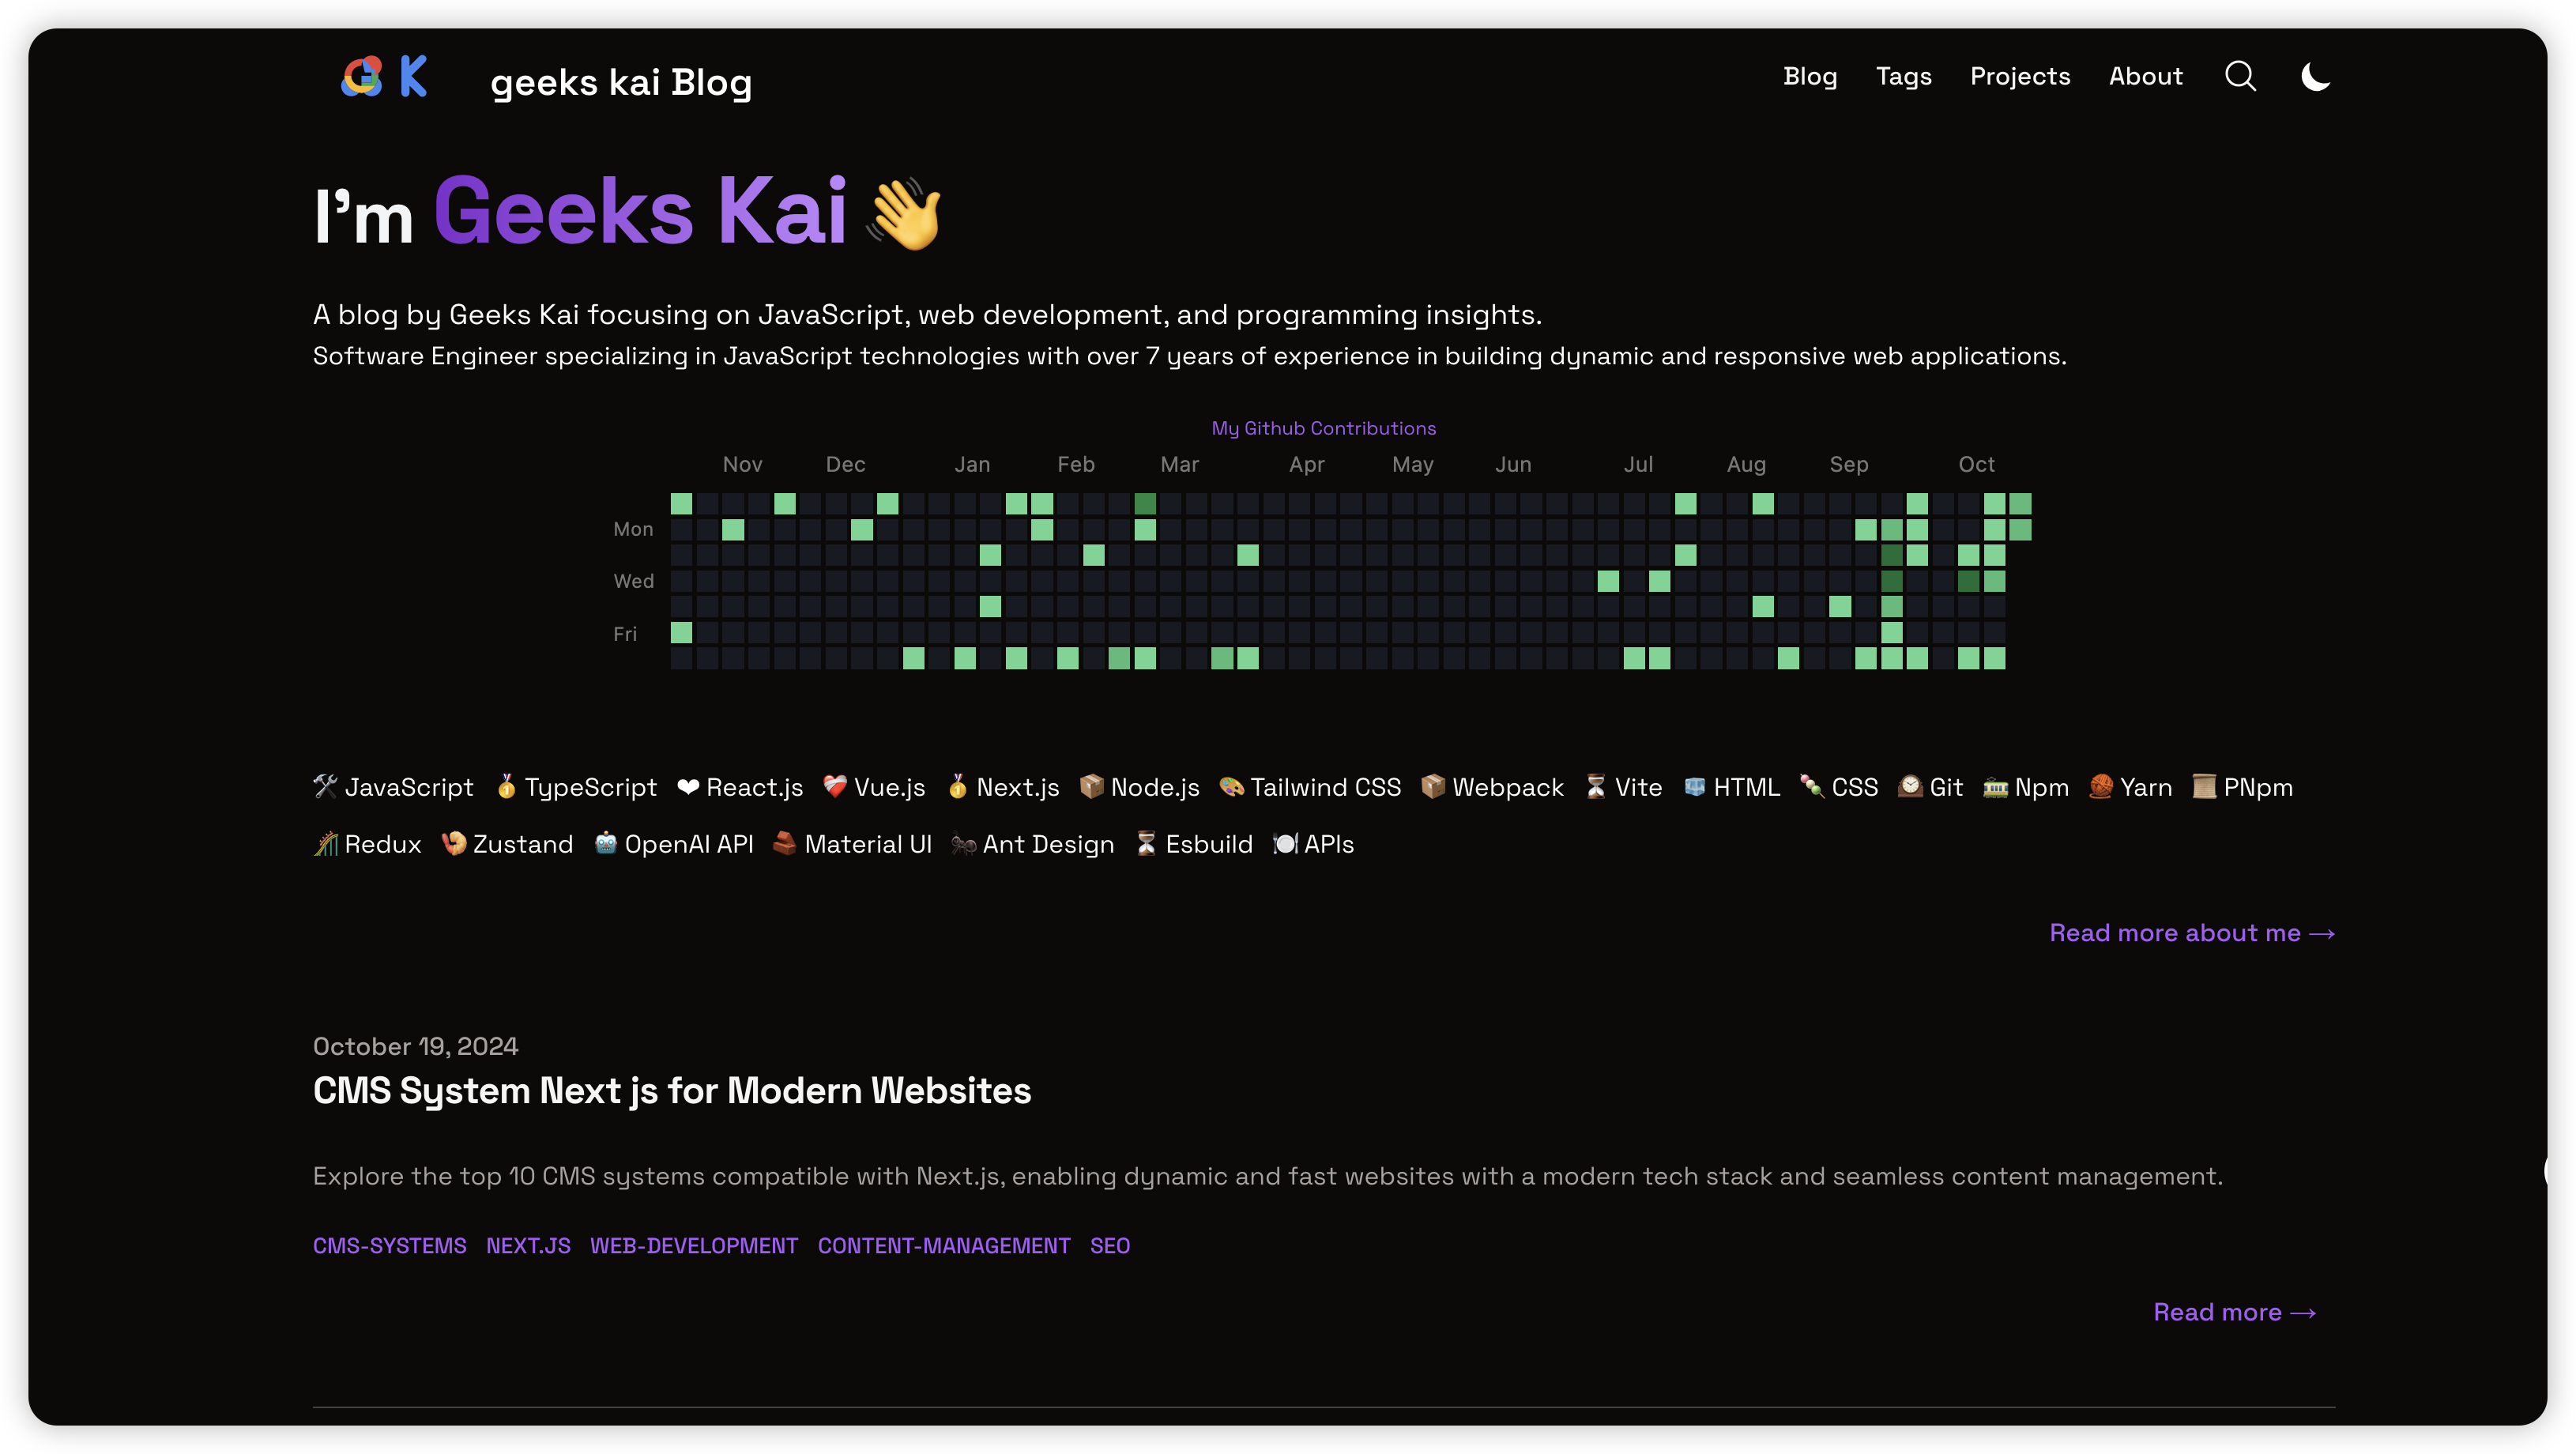 GK geeks kai Blog Blog Tags Projects About
I'm Geeks Kai 👋
A blog by Geeks Kai focusing on JavaScript, web development, and programming insights.
Software Engineer specializing in JavaScript technologies with over 7 years of experience in building dynamic and responsive web applications.
My Github Contributions
Nov Dec Jan Feb Mar Apr May Jun Jul Aug Sep Oct
Mon
Wed
Fri
🛠 JavaScript 🏅 TypeScript ❤ React.js ❤️‍🩹 Vue.js 🥇 Next.js 📦 Node.js 🎨 Tailwind CSS 📦 Webpack ⏳ Vite 🧊 HTML 🍡 CSS 🕰 Git 🚋 Npm 🧶 Yarn 📜 PNpm
🎢 Redux 🍤 Zustand 🤖 OpenAI API 🧱 Material UI 🐜 Ant Design ⏳ Esbuild 🍽 APIs
Read more about me →
October 19, 2024
CMS System Next js for Modern Websites
Explore the top 10 CMS systems compatible with Next.js, enabling dynamic and fast websites with a modern tech stack and seamless content management.
CMS-SYSTEMS NEXT.JS WEB-DEVELOPMENT CONTENT-MANAGEMENT SEO
Read more →